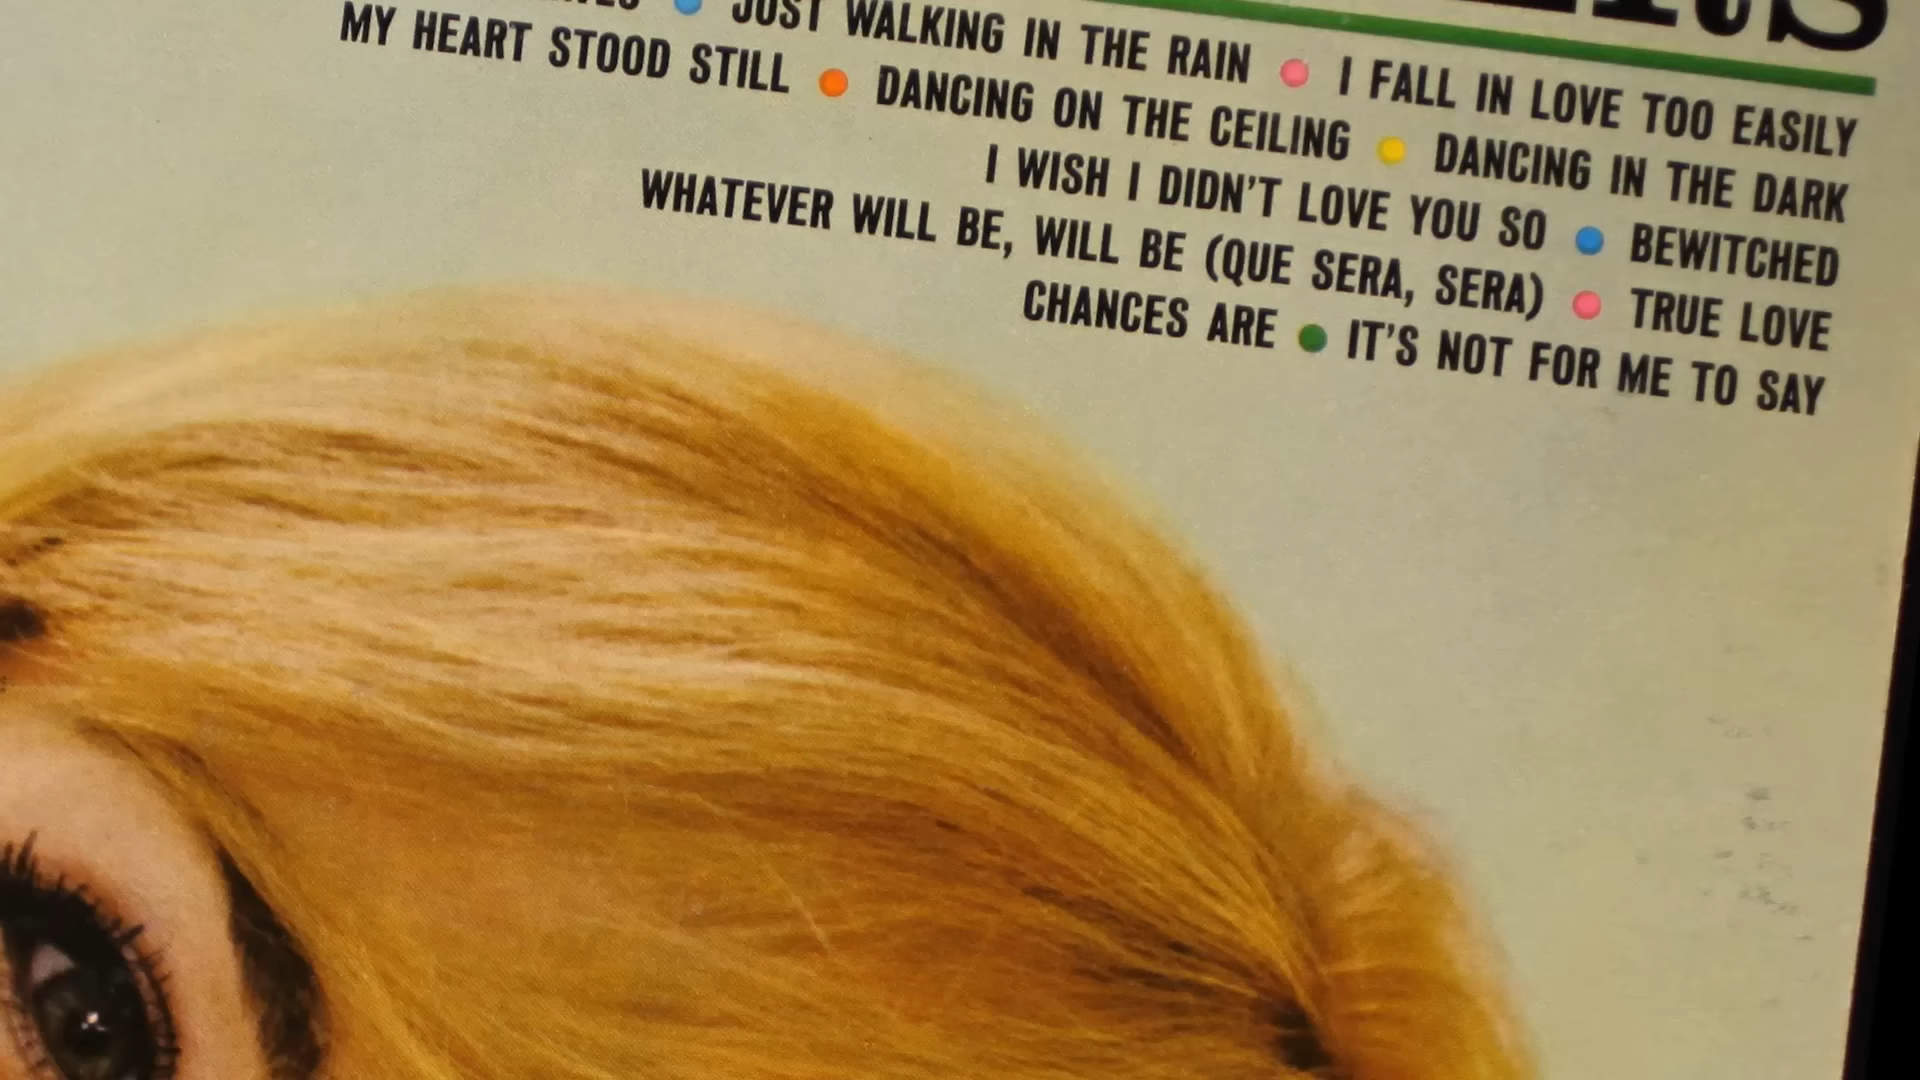 JUST WALKING IN THE RAIN • I FALL IN LOVE TOO EASILY
MY HEART STOOD STILL • DANCING ON THE CEILING • DANCING IN THE DARK
I WISH I DIDN'T LOVE YOU SO • BEWITCHED
WHATEVER WILL BE, WILL BE (QUE SERA, SERA) • TRUE LOVE
CHANCES ARE • IT'S NOT FOR ME TO SAY